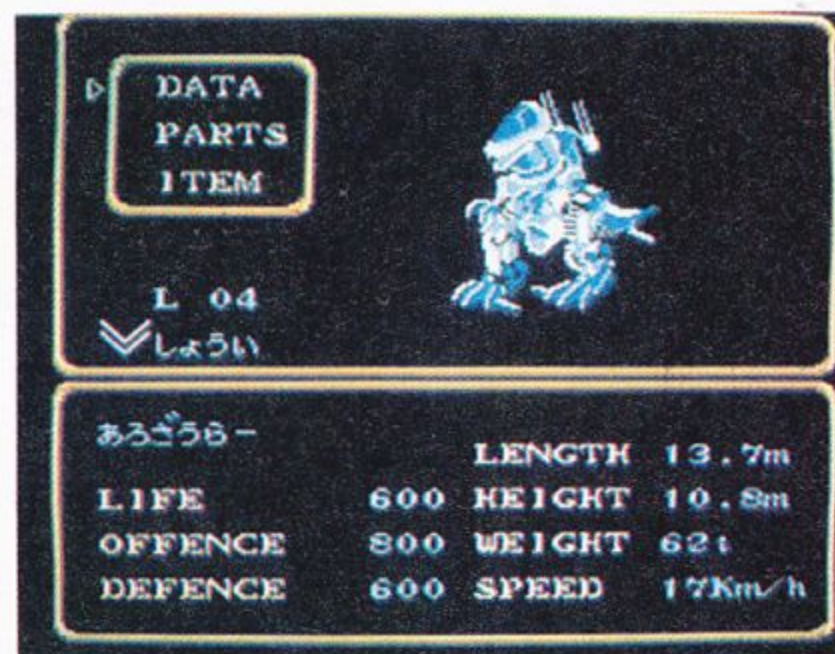 DATA
PARTS
ITEM
L 04
しょうい
あろざうらー
LENGTH 13.7m
LIFE 600 HEIGHT 10.8m
OFFENCE 800 WEIGHT 62t
DEFENCE 600 SPEED 17Km/h